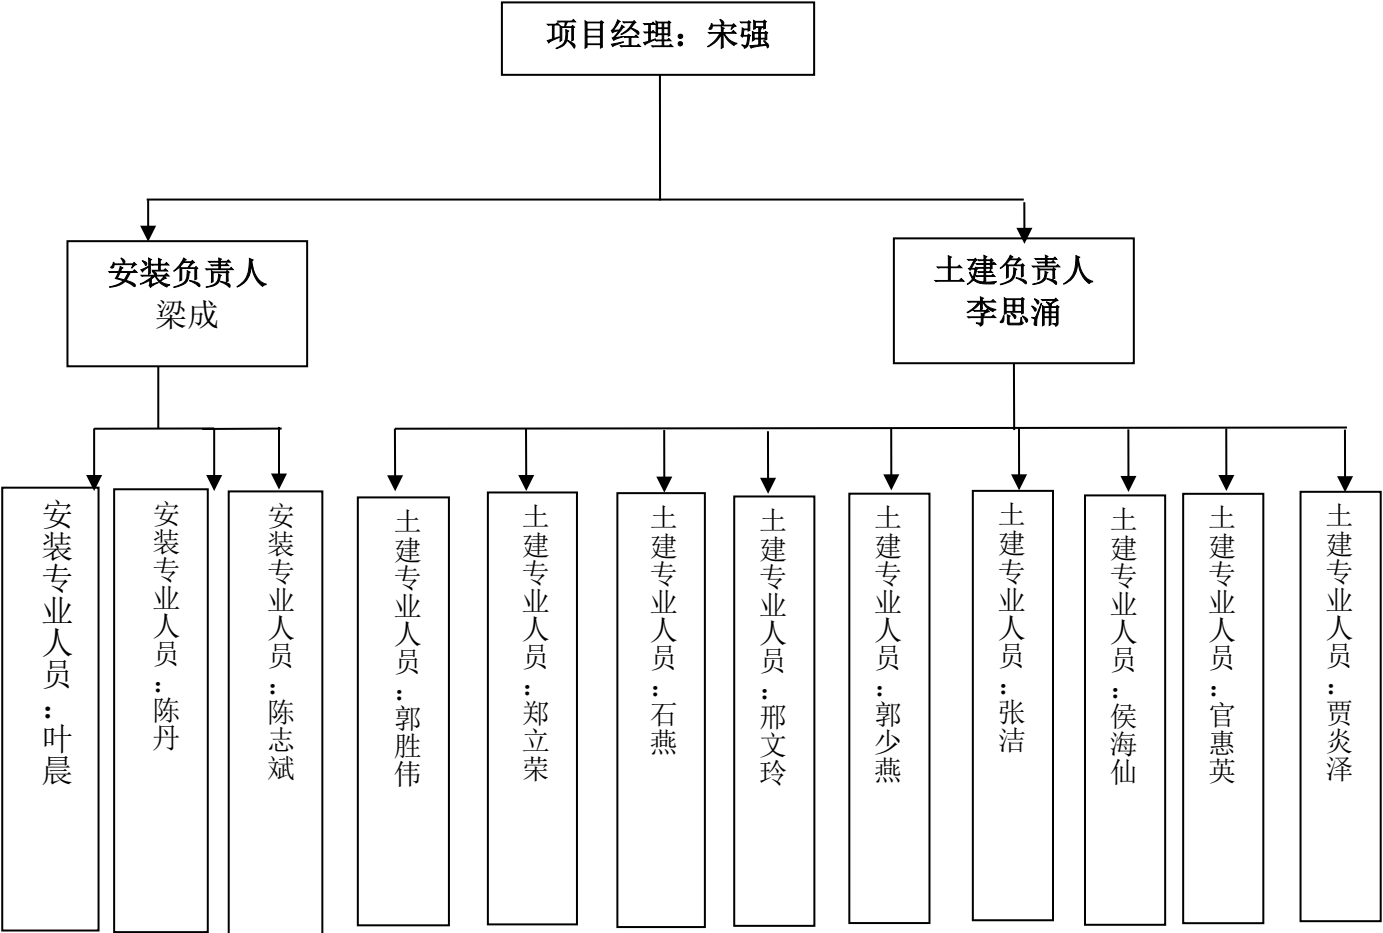 项目经理：宋强
安装负责人
梁成
土建负责人
李思涌
安装专业人员：叶晨
安装专业人员：陈丹
安装专业人员：陈志斌
土建专业人员：郭胜伟
土建专业人员：郑立荣
土建专业人员：石燕
土建专业人员：邢文玲
土建专业人员：郭少燕
土建专业人员：张洁
土建专业人员：侯海仙
土建专业人员：官惠英
土建专业人员：贾炎泽